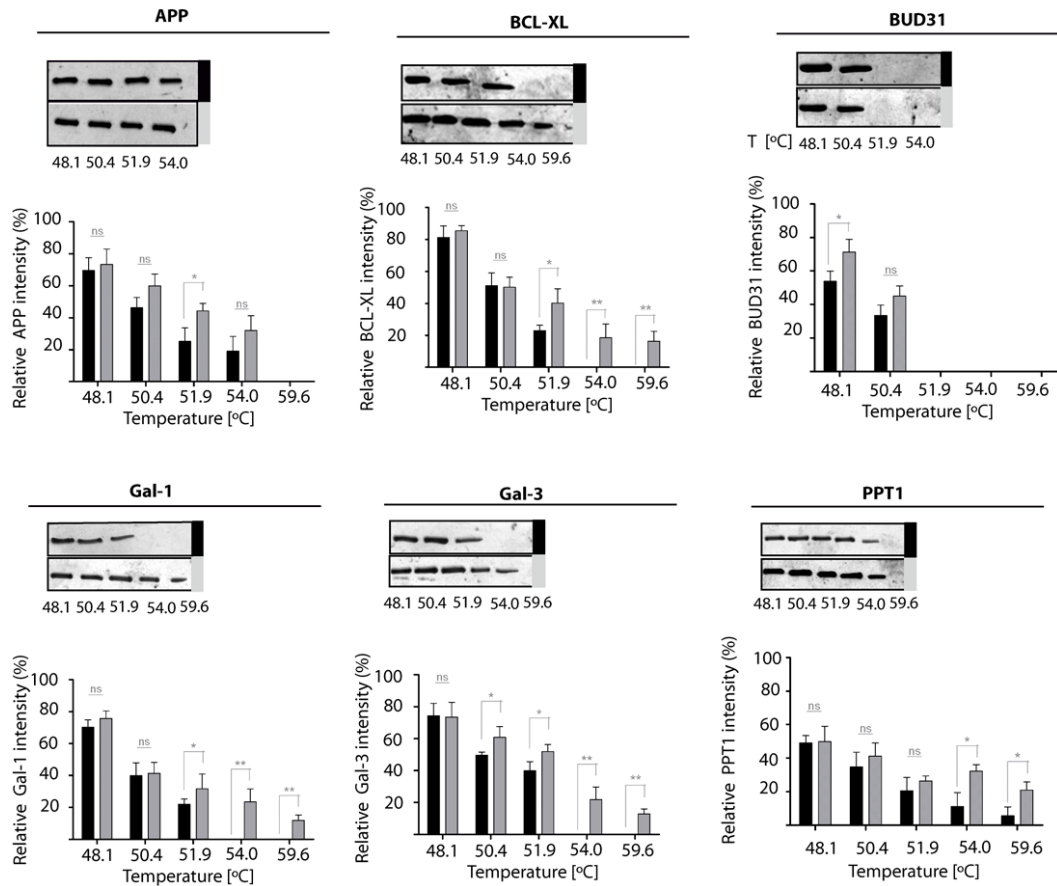 APP
48.1 50.4 51.9 54.0
Relative APP intensity (%)
100
80
60
40
20
ns
ns
*
ns
48.1 50.4 51.9 54.0 59.6
Temperature [ºC]
BCL-XL
48.1 50.4 51.9 54.0 59.6
Relative BCL-XL intensity (%)
100
80
60
40
20
ns
ns
*
**
**
48.1 50.4 51.9 54.0 59.6
Temperature [ºC]
BUD31
T [ºC] 48.1 50.4 51.9 54.0
Relative BUD31 intensity (%)
100
80
60
40
20
*
ns
48.1 50.4 51.9 54.0 59.6
Temperature [ºC]
Gal-1
48.1 50.4 51.9 54.0 59.6
Relative Gal-1 intensity (%)
100
80
60
40
20
ns
ns
*
**
**
48.1 50.4 51.9 54.0 59.6
Temperature [ºC]
Gal-3
48.1 50.4 51.9 54.0 59.6
Relative Gal-3 intensity (%)
100
80
60
40
20
ns
*
*
**
**
48.1 50.4 51.9 54.0 59.6
Temperature [ºC]
PPT1
48.1 50.4 51.9 54.0 59.6
Relative PPT1 intensity (%)
100
80
60
40
20
ns
ns
ns
*
*
48.1 50.4 51.9 54.0 59.6
Temperature [ºC]